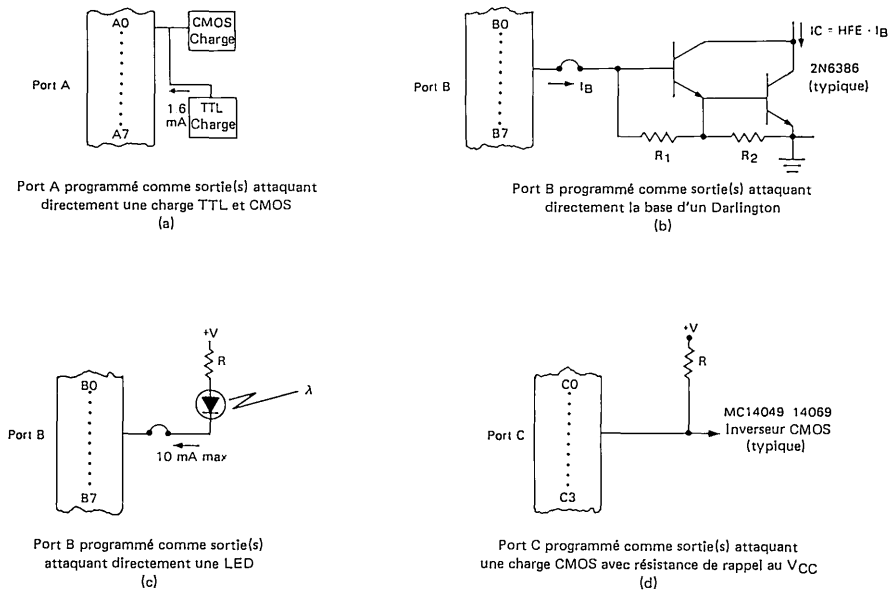 A0
A7
Port A
CMOS
Charge
1 6
mA
TTL
Charge
Port A programmé comme sortie(s) attaquant
directement une charge TTL et CMOS
(a)
B0
B7
Port B
IB
IC = HFE · IB
2N6386
(typique)
R1
R2
Port B programmé comme sortie(s) attaquant
directement la base d'un Darlington
(b)
+V
R
λ
B0
B7
Port B
10 mA max
Port B programmé comme sortie(s)
attaquant directement une LED
(c)
+V
R
C0
C3
Port C
MC14049 14069
Inverseur CMOS
(typique)
Port C programmé comme sortie(s) attaquant
une charge CMOS avec résistance de rappel au VCC
(d)